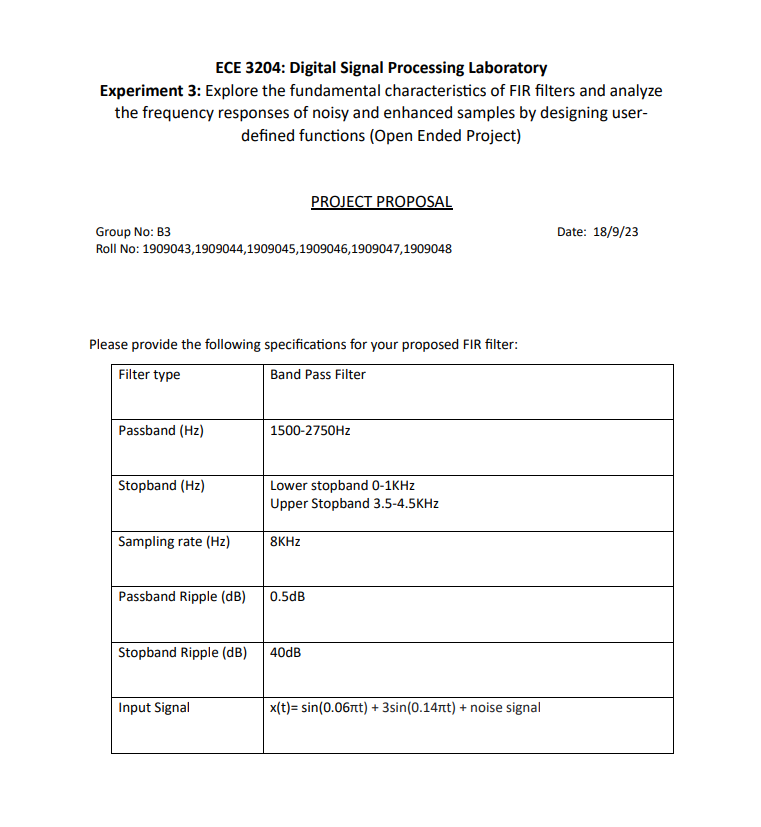 ECE 3204: Digital Signal Processing Laboratory
Experiment 3: Explore the fundamental characteristics of FIR filters and analyze
the frequency responses of noisy and enhanced samples by designing user-
defined functions (Open Ended Project)
PROJECT PROPOSAL
Group No: B3 Date: 18/9/23
Roll No: 1909043,1909044,1909045,1909046,1909047,1909048
Please provide the following specifications for your proposed FIR filter:
Filter type Band Pass Filter
Passband (Hz) 1500-2750Hz
Stopband (Hz) Lower stopband 0-1KHz
Upper Stopband 3.5-4.5KHz
Sampling rate (Hz) 8KHz
Passband Ripple (dB) 0.5dB
Stopband Ripple (dB) 40dB
Input Signal x(t)= sin(0.06πt) + 3sin(0.14πt) + noise signal